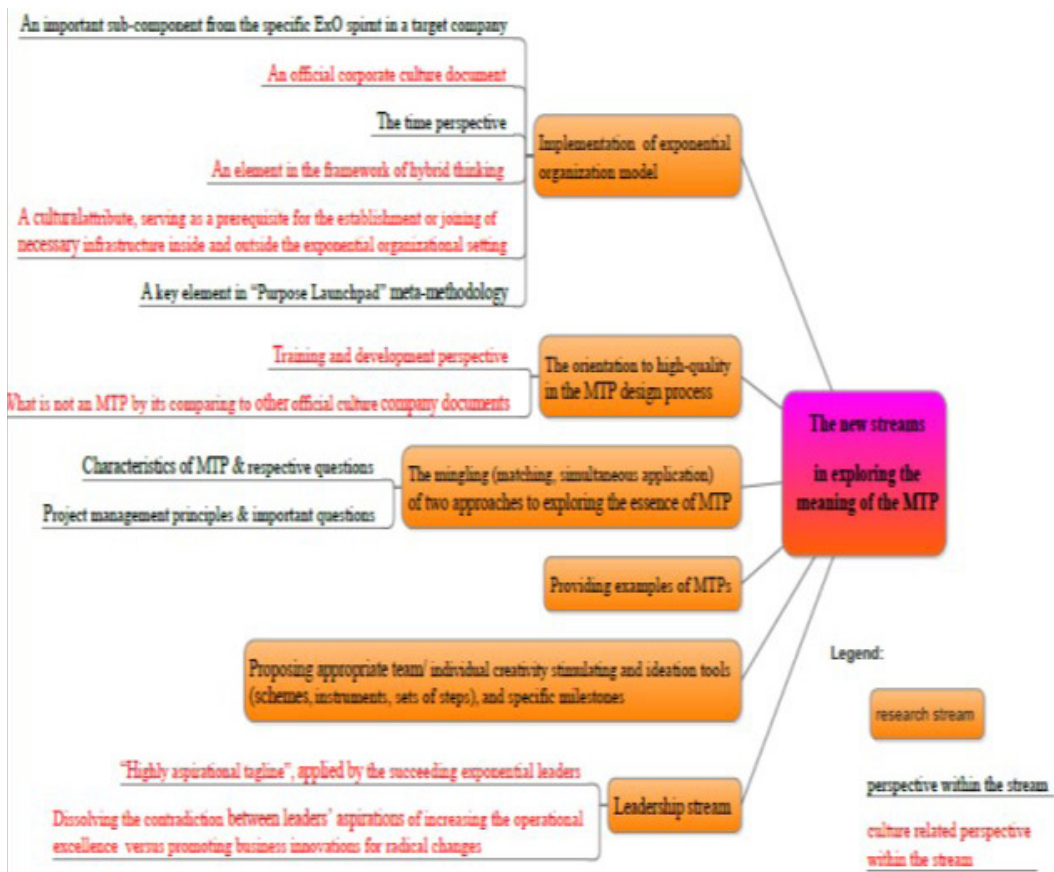 An important sub-component from the specific ExO spirint in a target company
An official corporate culture document
The time perspective
An element in the framework of hybrid thinking
A culturalattribute, serving as a prerequisite for the establishment or joining of
necessary infrastructure inside and outside the exponential organizational setting
A key element in “Purpose Launchpad” meta-methodology
Implementation of exponential
organization model
Training and development perspective
What is not an MTP by its comparing to other official culture company documents
The orientation to high-quality
in the MTP design process
Characteristics of MTP & respective questions
Project management principles & important questions
The mingling (matching, simultaneous application)
of two approaches to exploring the essence of MTP
Providing examples of MTPs
Proposing appropriate team/ individual creativity stimulating and ideation tools
(schemes, instruments, sets of steps), and specific milestones
“Highly aspirational tagline”, applied by the succeeding exponential leaders
Dissolving the contradiction between leaders’ aspirations of increasing the operational
excellence versus promoting business innovations for radical changes
Leadership stream
The new streams
in exploring the
meaning of the MTP
Legend:
research stream
perspective within the stream
culture related perspective
within the stream